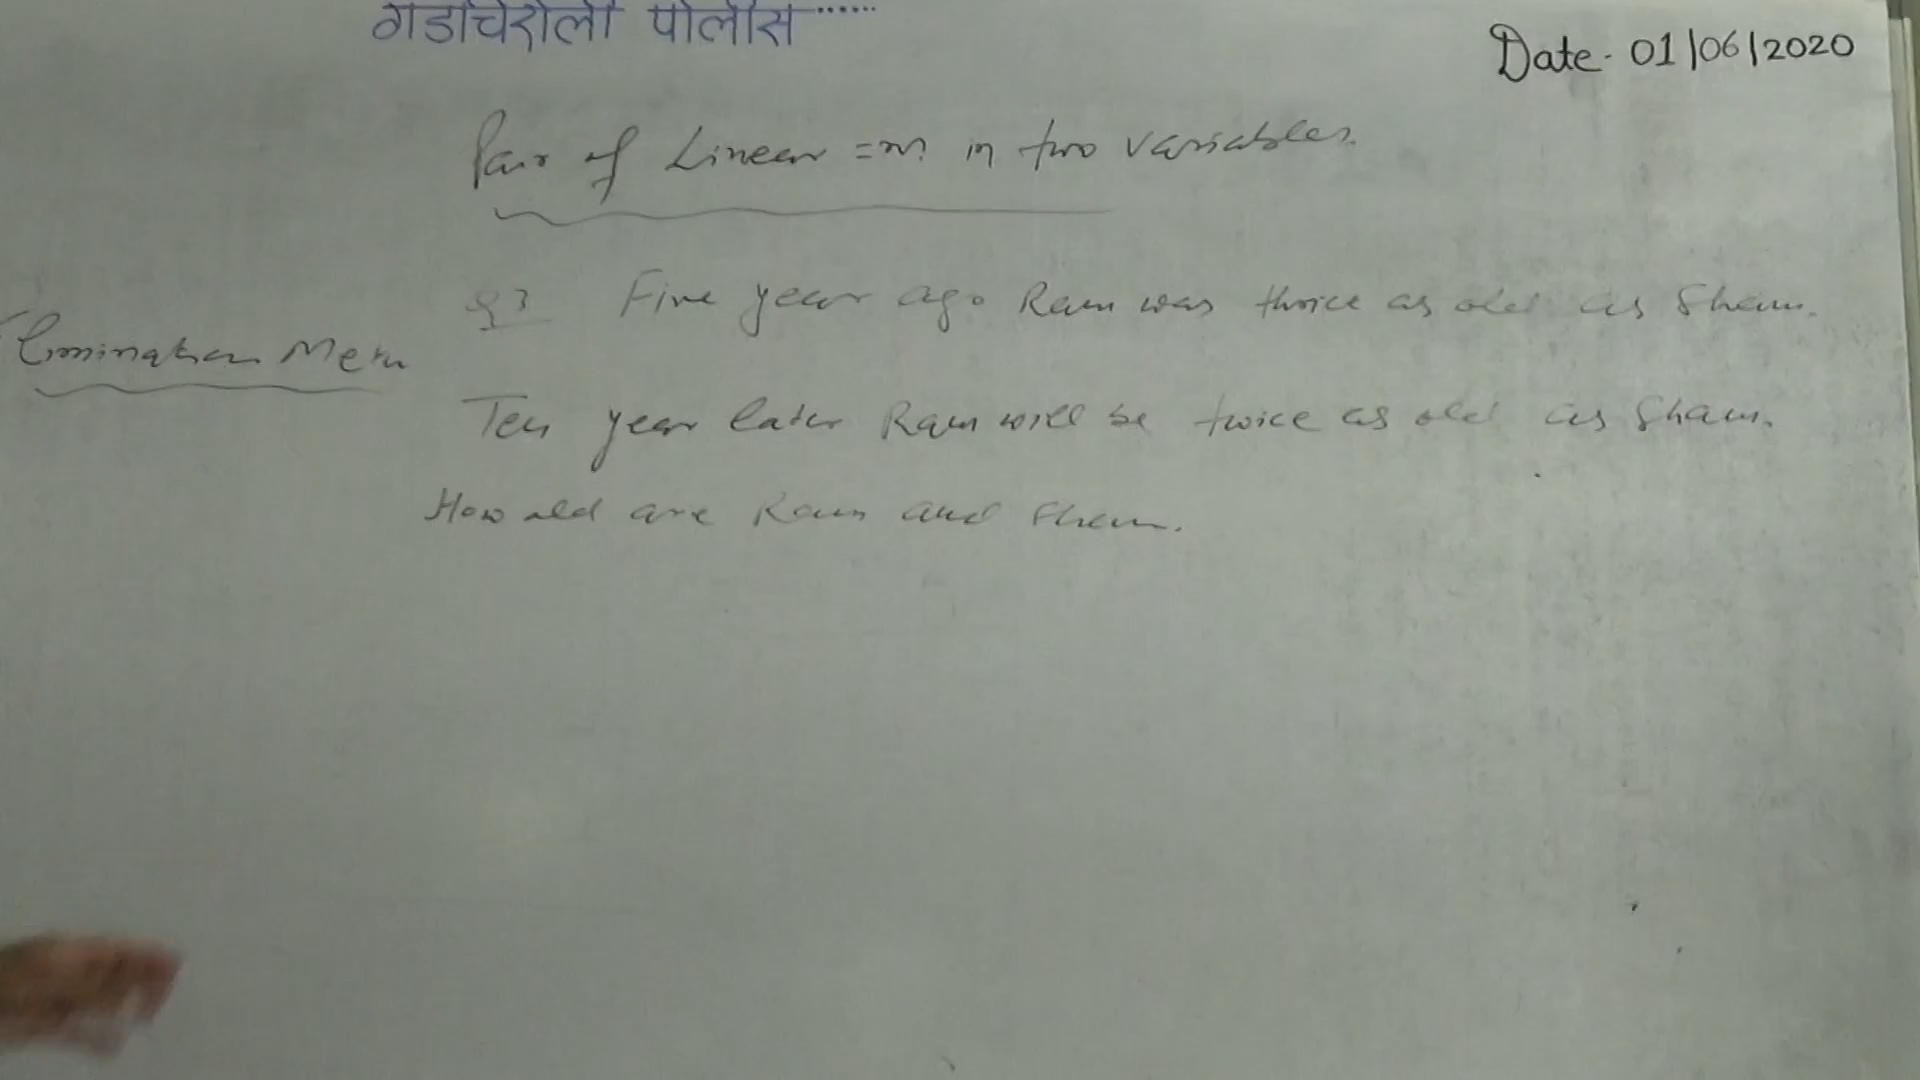 गडचिरोली पोलीस......
Date- 01/06/2020
Pair of Linear =n. in two variables.
Q3 Five year ago Ram was thrice as old as Sham.
Elimination Meth
Ten year later Ram will be twice as old as Sham.
How old are Ram and Sham.